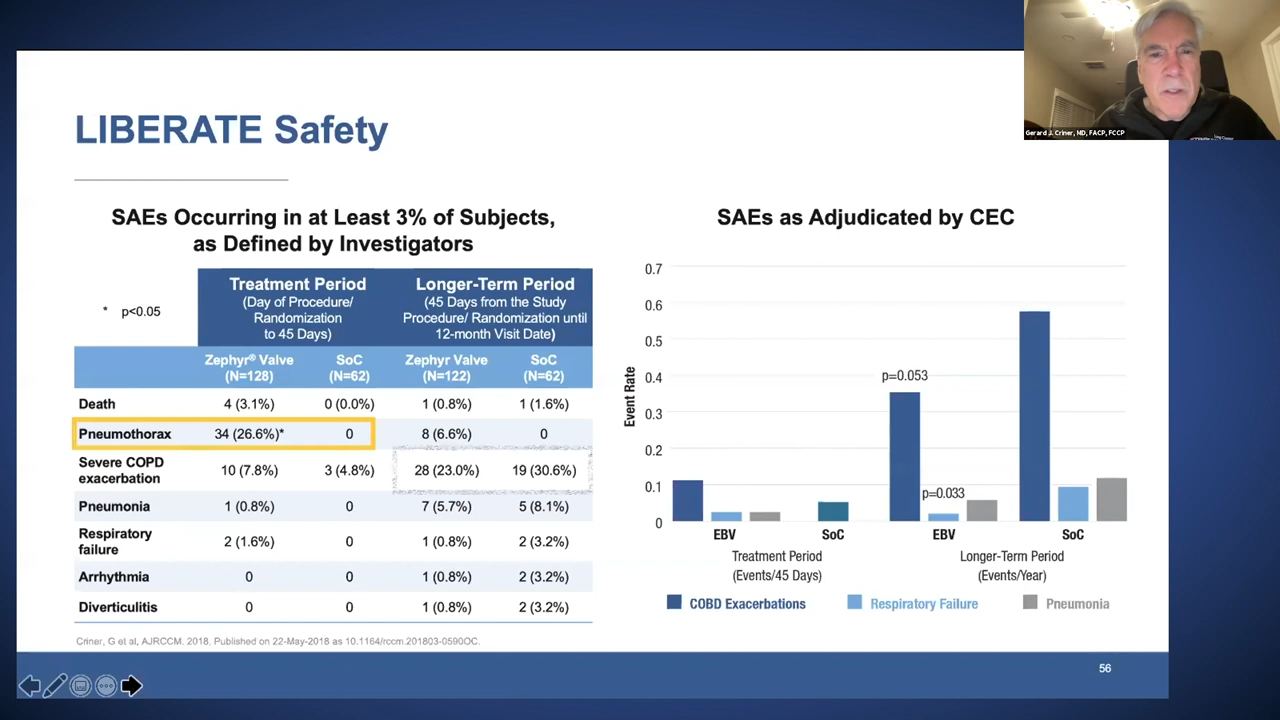 LIBERATE Safety
SAEs Occurring in at Least 3% of Subjects,
as Defined by Investigators
* p<0.05
Treatment Period
(Day of Procedure/
Randomization
to 45 Days)
Longer-Term Period
(45 Days from the Study
Procedure/ Randomization until
12-month Visit Date)
Zephyr® Valve
(N=128)
SoC
(N=62)
Zephyr Valve
(N=122)
SoC
(N=62)
Death 4 (3.1%) 0 (0.0%) 1 (0.8%) 1 (1.6%)
Pneumothorax 34 (26.6%)* 0 8 (6.6%) 0
Severe COPD
exacerbation 10 (7.8%) 3 (4.8%) 28 (23.0%) 19 (30.6%)
Pneumonia 1 (0.8%) 0 7 (5.7%) 5 (8.1%)
Respiratory
failure 2 (1.6%) 0 1 (0.8%) 2 (3.2%)
Arrhythmia 0 0 1 (0.8%) 2 (3.2%)
Diverticulitis 0 0 1 (0.8%) 2 (3.2%)
Criner, G et al, AJRCCM. 2018. Published on 22-May-2018 as 10.1164/rccm.201803-0590OC.
SAEs as Adjudicated by CEC
Event Rate
0.7
0.6
0.5
0.4
0.3
0.2
0.1
0
p=0.053
p=0.033
EBV SoC EBV SoC
Treatment Period
(Events/45 Days)
Longer-Term Period
(Events/Year)
COBD Exacerbations Respiratory Failure Pneumonia
56
Gerard J. Criner, MD, FACP, FCCP